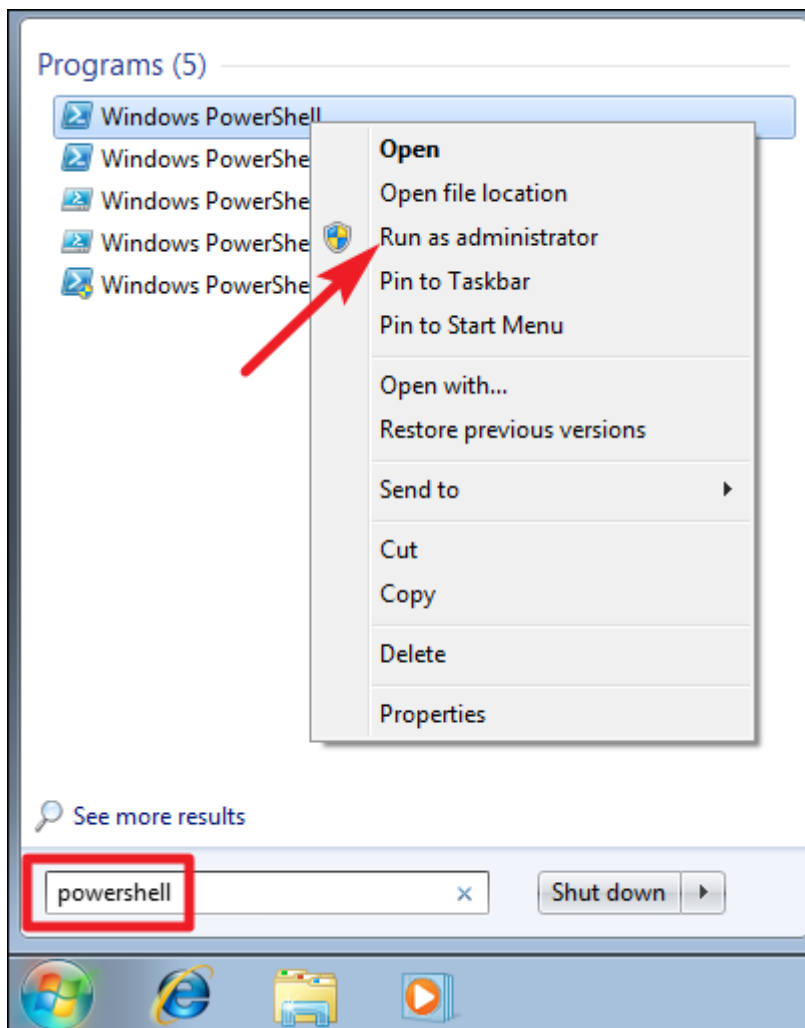 Programs (5)
Windows PowerShell
Windows PowerShe
Windows PowerShe
Windows PowerShe
Windows PowerShe
Open
Open file location
Run as administrator
Pin to Taskbar
Pin to Start Menu
Open with...
Restore previous versions
Send to
Cut
Copy
Delete
Properties
See more results
powershell
Shut down